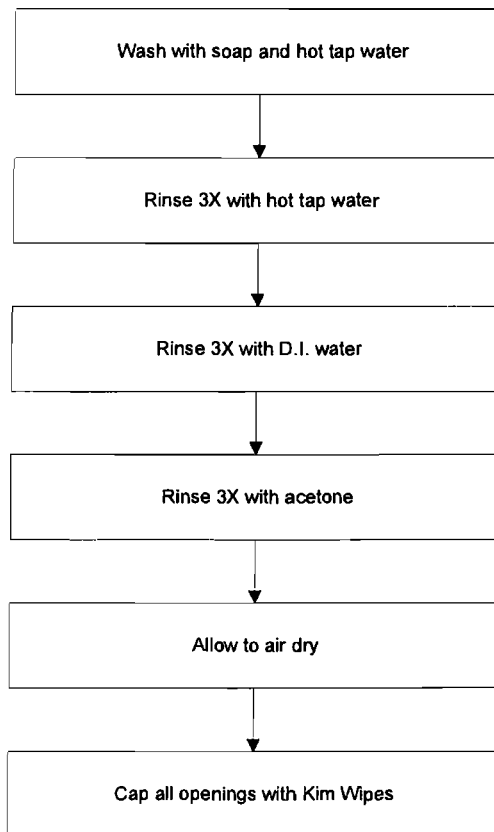 Wash with soap and hot tap water
Rinse 3X with hot tap water
Rinse 3X with D.I. water
Rinse 3X with acetone
Allow to air dry
Cap all openings with Kim Wipes